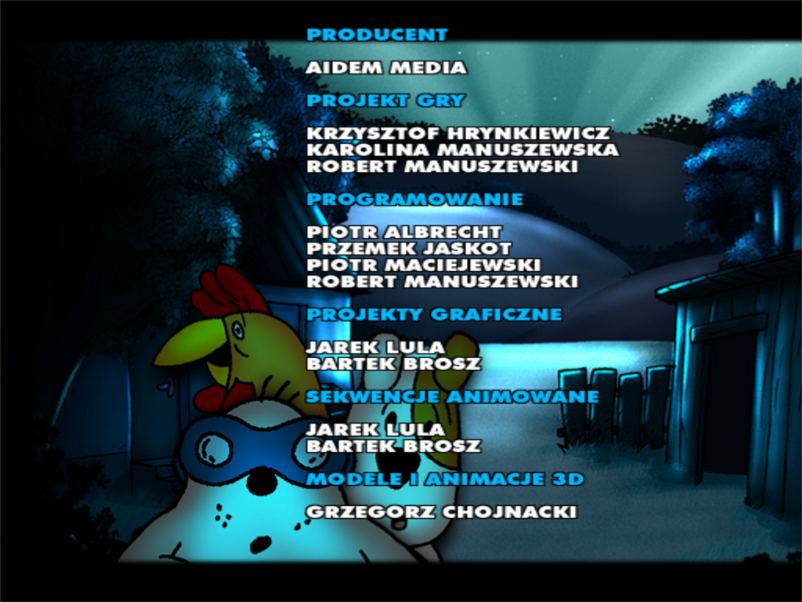 PRODUCENT
AIDEM MEDIA
PROJEKT GRY
KRZYSZTOF HRYNKIEWICZ
KAROLINA MANUSZEWSKA
ROBERT MANUSZEWSKI
PROGRAMOWANIE
PIOTR ALBRECHT
PRZEMEK JASKOT
PIOTR MACIEJEWSKI
ROBERT MANUSZEWSKI
PROJEKTY GRAFICZNE
JAREK LULA
BARTEK BROSZ
SEKWENCJE ANIMOWANE
JAREK LULA
BARTEK BROSZ
MODELE I ANIMACJE 3D
GRZEGORZ CHOJNACKI